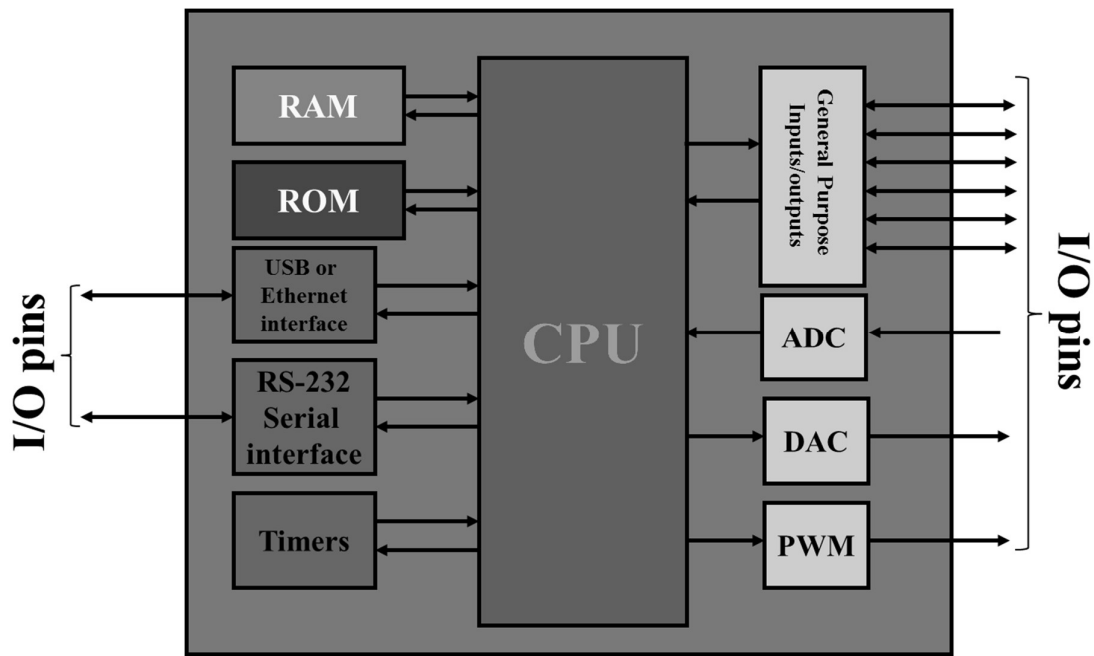 I/O pins
RAM
ROM
USB or
Ethernet
interface
RS-232
Serial
interface
Timers
CPU
General Purpose
Inputs/outputs
ADC
DAC
PWM
I/O pins